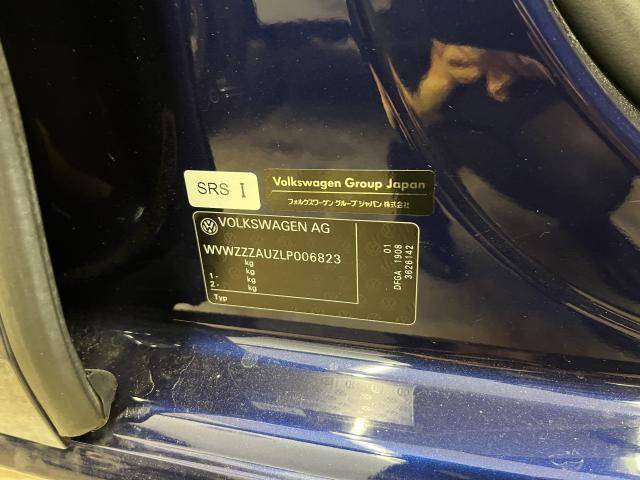 SRS I
Volkswagen Group Japan
フォルクスワーゲン グループ ジャパン 株式会社
VOLKSWAGEN AG
WVWZZZAUZLP006823
kg
kg
1 - kg
2 - kg
Typ
01
DFGA 1908
3626142